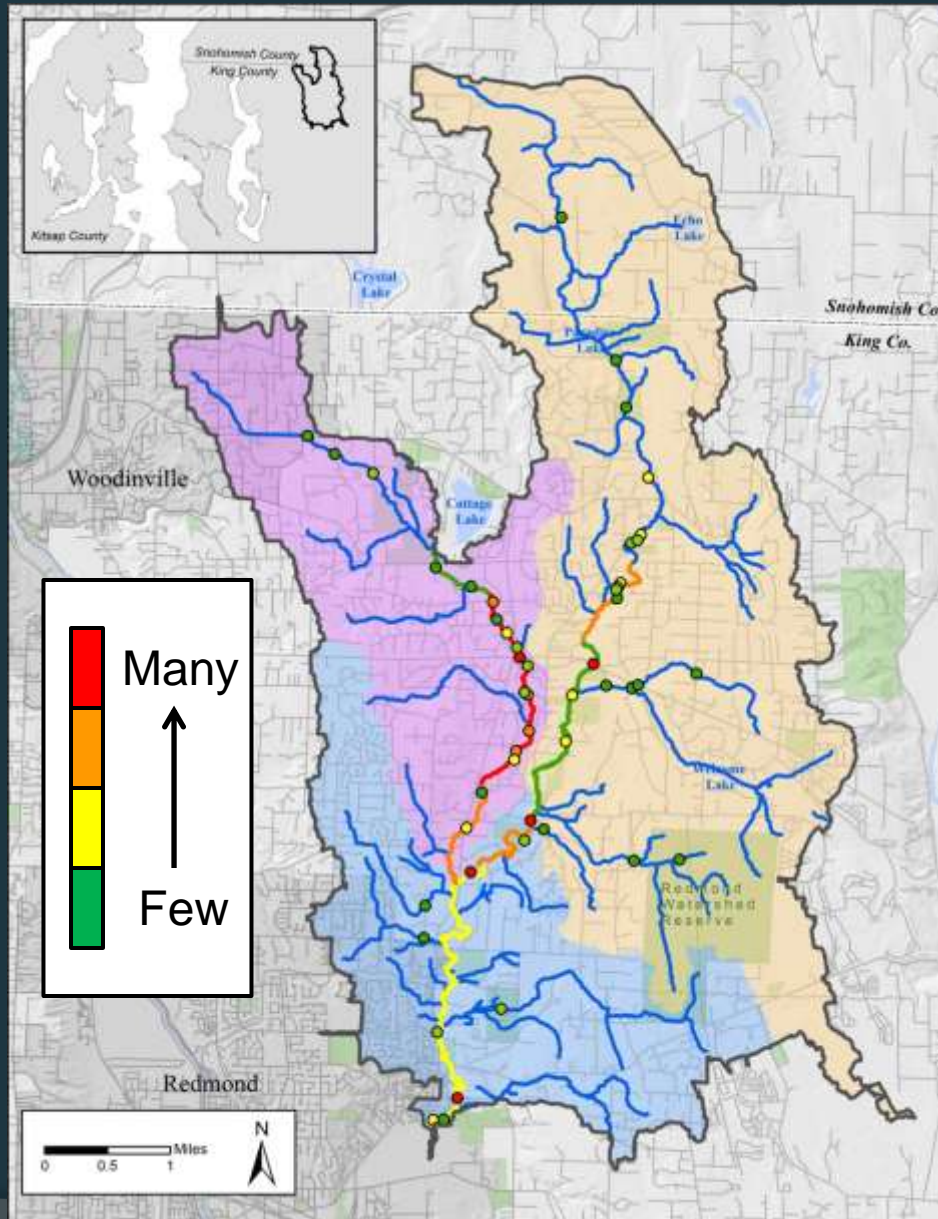 Snohomish County
King County
Kitsap County
Echo
Lake
Crystal
Lake
Snohomish Co
King Co.
Lake
Woodinville
Cottage
Lake
Many
Few
Welcome
Lake
Redmond
Watershed
Reserve
Redmond
Miles
0 0.5 1
N